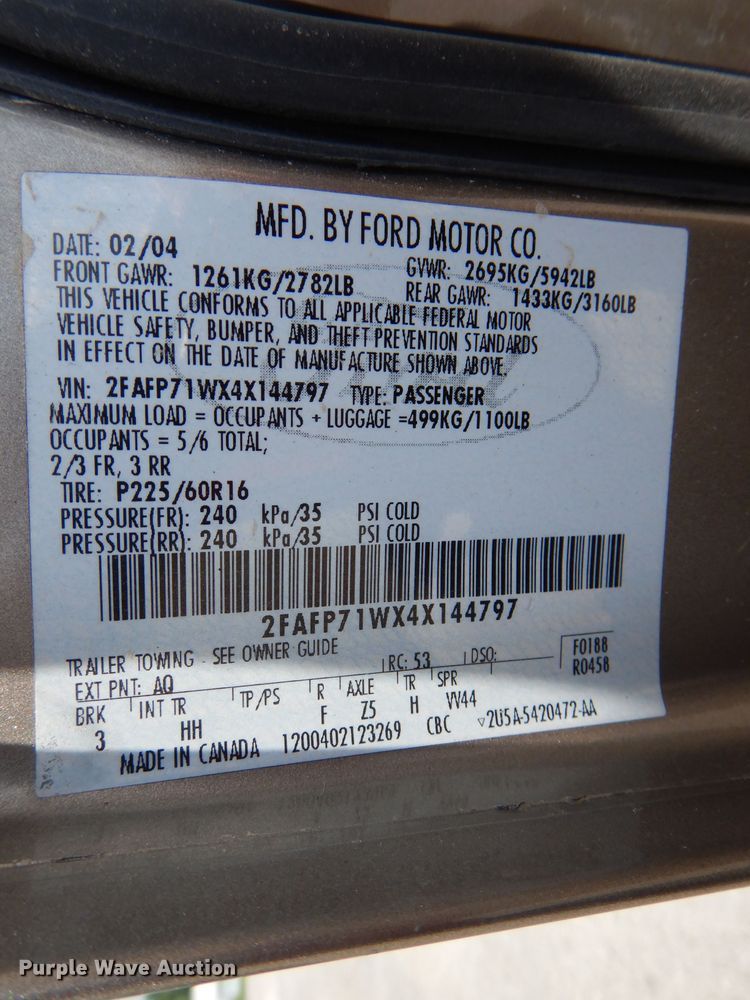 MFD. BY FORD MOTOR CO.
DATE: 02/04
GVWR: 2695KG/5942LB
FRONT GAWR: 1261KG/2782LB
REAR GAWR: 1433KG/3160LB
THIS VEHICLE CONFORMS TO ALL APPLICABLE FEDERAL MOTOR
VEHICLE SAFETY, BUMPER, AND THEFT PREVENTION STANDARDS
IN EFFECT ON THE DATE OF MANUFACTURE SHOWN ABOVE.
VIN: 2FAFP71WX4X144797 TYPE: PASSENGER
MAXIMUM LOAD = OCCUPANTS + LUGGAGE =499KG/1100LB
OCCUPANTS = 5/6 TOTAL;
2/3 FR, 3 RR
TIRE: P225/60R16
PRESSURE(FR): 240 kPa/35 PSI COLD
PRESSURE(RR): 240 kPa/35 PSI COLD
2FAFP71WX4X144797
TRAILER TOWING - SEE OWNER GUIDE
EXT PNT: AQ RC: 53 DSO: F0188
R0458
BRK INT TR TP/PS R AXLE TR SPR
3 HH F Z5 H VV44
MADE IN CANADA 1200402123269 CBC ▽2U5A-5420472-AA
Purple Wave Auction